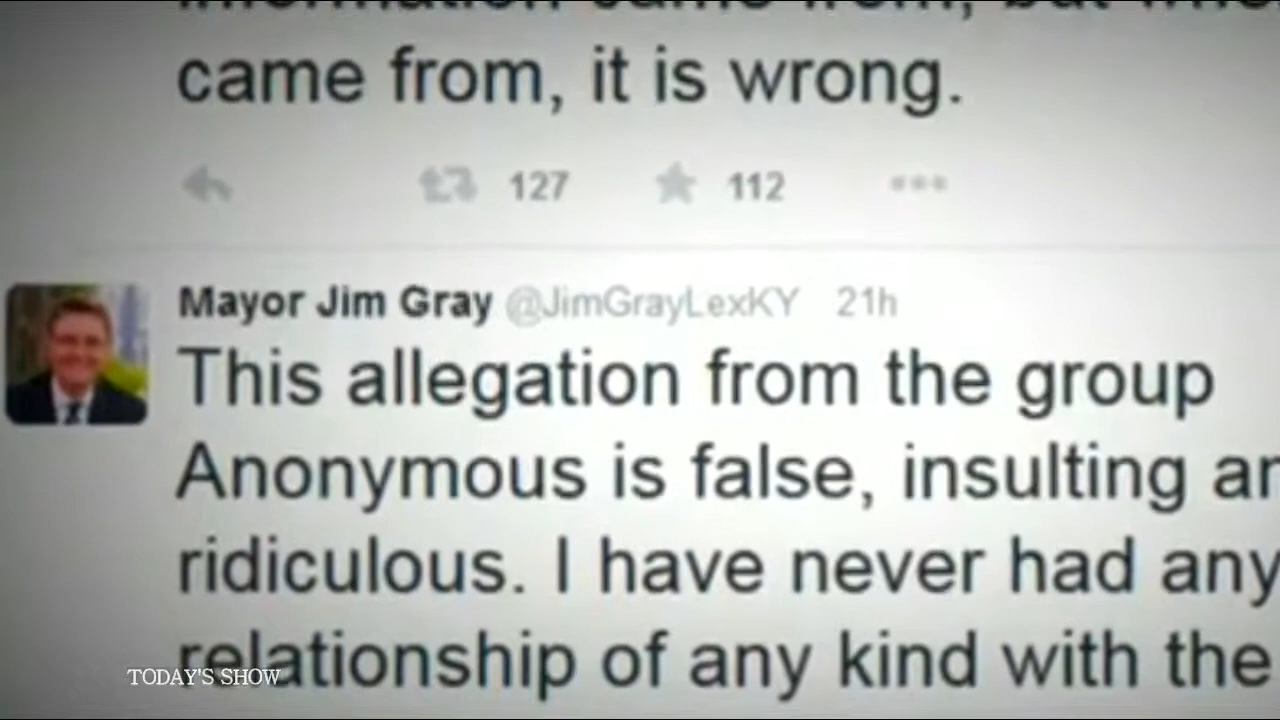 came from, it is wrong.
127 112
Mayor Jim Gray @JimGrayLexKY 21h
This allegation from the group
Anonymous is false, insulting
ridiculous. I have never had any
relationship of any kind with the
TODAY'S SHOW